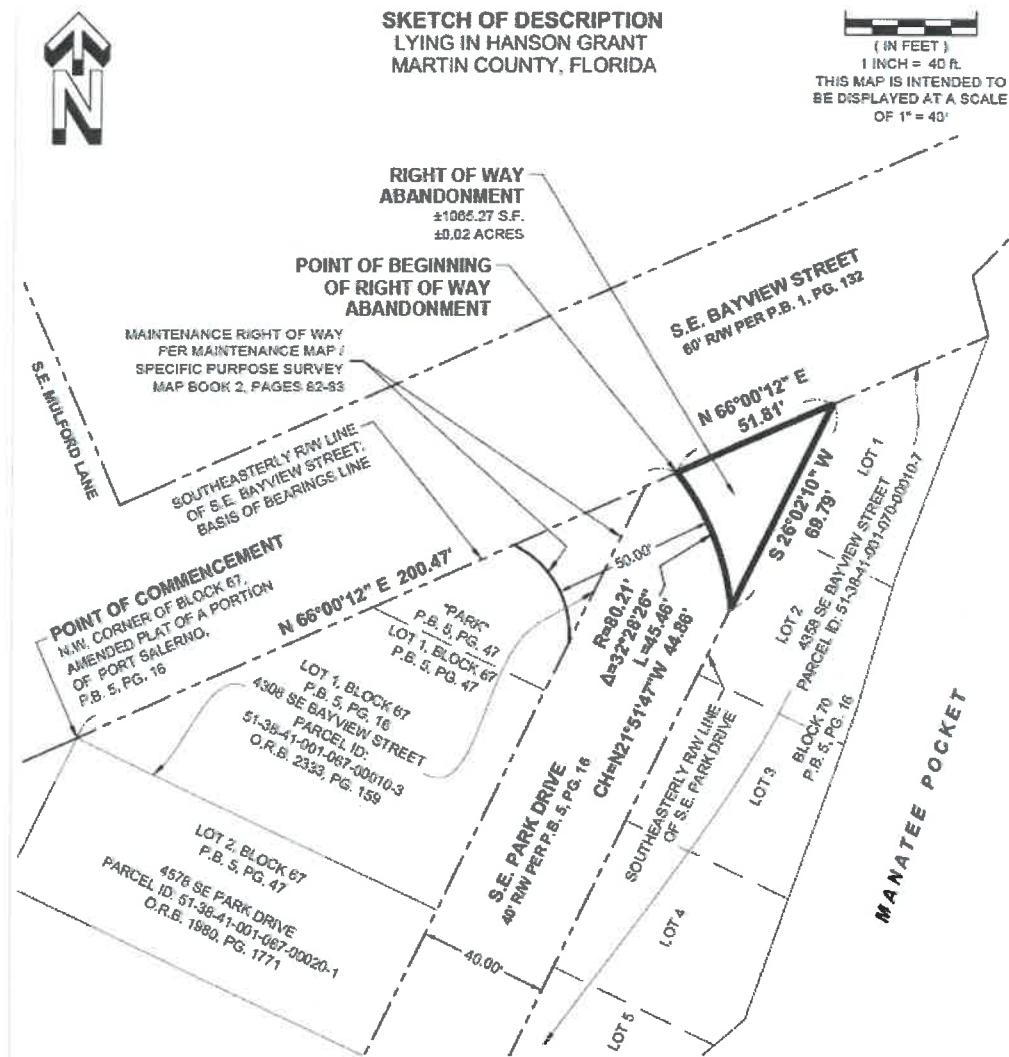 SKETCH OF DESCRIPTION
LYING IN HANSON GRANT
MARTIN COUNTY, FLORIDA
N
( IN FEET )
1 INCH = 40 ft.
THIS MAP IS INTENDED TO
BE DISPLAYED AT A SCALE
OF 1" = 40'
RIGHT OF WAY
ABANDONMENT
±1065.27 S.F.
±0.02 ACRES
POINT OF BEGINNING
OF RIGHT OF WAY
ABANDONMENT
MAINTENANCE RIGHT OF WAY
PER MAINTENANCE MAP /
SPECIFIC PURPOSE SURVEY
MAP BOOK 2, PAGES 82-83
S.E. BAYVIEW STREET
60' R/W PER P.B. 1, PG. 132
S.E. MULFORD LANE
SOUTHEASTERLY R/W LINE
OF S.E. BAYVIEW STREET,
BASIS OF BEARINGS LINE
N 66°00'12" E
51.81'
S 26°02'10" W
69.79'
POINT OF COMMENCEMENT
N.W. CORNER OF BLOCK 67,
AMENDED PLAT OF A PORTION
OF PORT SALERNO,
P.B. 5, PG. 16
N 66°00'12" E 200.47'
50.00'
R=80.21'
Δ=32°28'26"
L=45.46'
CH=N21°51'47"W 44.86'
"PARK"
P.B. 5, PG. 47
LOT 1, BLOCK 67
P.B. 5, PG. 47
LOT 1, BLOCK 67
P.B. 5, PG. 16
4306 SE BAYVIEW STREET
PARCEL ID:
51-38-41-001-067-00010-3
O.R.B. 2333, PG. 159
LOT 1
LOT 2
4358 SE BAYVIEW STREET
PARCEL ID: 51-38-41-001-070-00010-7
LOT 3
BLOCK 70
P.B. 5, PG. 16
LOT 4
LOT 5
SOUTHEASTERLY R/W LINE
OF S.E. PARK DRIVE
S.E. PARK DRIVE
40' R/W PER P.B. 5, PG. 16
LOT 2, BLOCK 67
P.B. 5, PG. 47
4576 SE PARK DRIVE
PARCEL ID: 51-38-41-001-067-00020-1
O.R.B. 1980, PG. 1771
40.00'
MANATEE POCKET